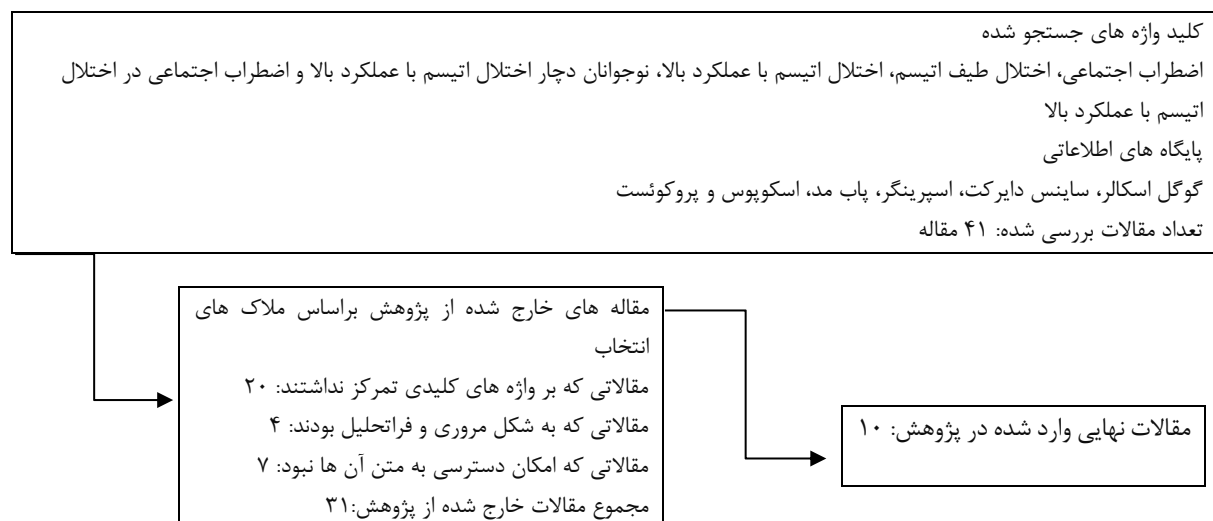 کلید واژه های جستجو شده
اضطراب اجتماعی، اختلال طیف اتیسم، اختلال اتیسم با عملکرد بالا، نوجوانان دچار اختلال اتیسم با عملکرد بالا و اضطراب اجتماعی در اختلال
اتیسم با عملکرد بالا
پایگاه های اطلاعاتی
گوگل اسکالر، ساینس دایرکت، اسپرینگر، پاب مد، اسکوپوس و پروکوئست
تعداد مقالات بررسی شده: ۴۱ مقاله
مقاله های خارج شده از پژوهش براساس ملاک های
انتخاب
مقالاتی که بر واژه های کلیدی تمرکز نداشتند: ۲۰
مقالاتی که به شکل مروری و فراتحلیل بودند: ۴
مقالاتی که امکان دسترسی به متن آن ها نبود: ۷
مجموع مقالات خارج شده از پژوهش:۳۱
مقالات نهایی وارد شده در پژوهش: ۱۰